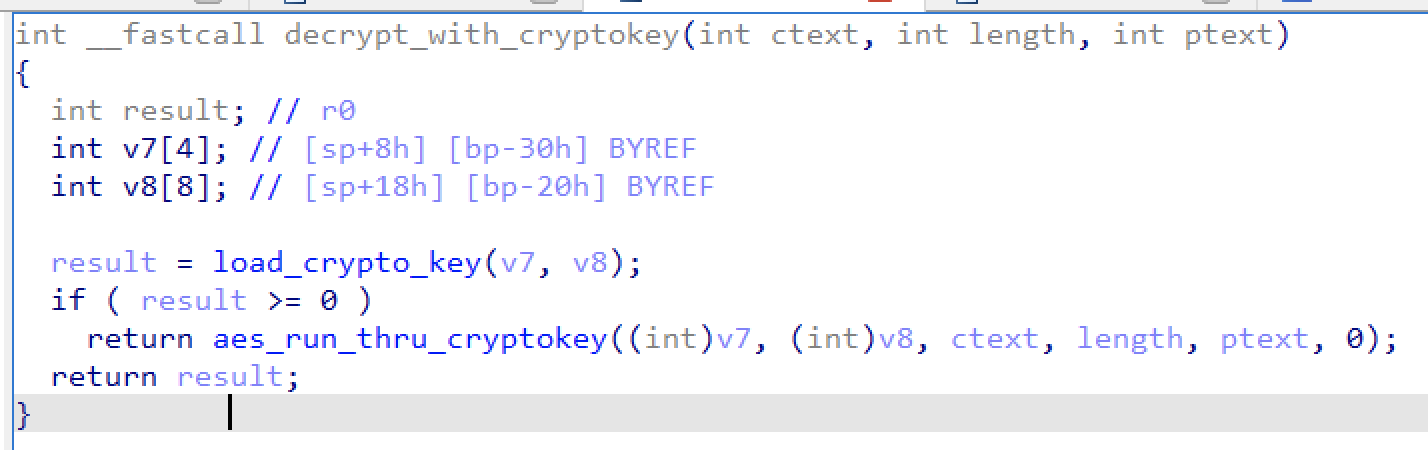 int __fastcall decrypt_with_cryptokey(int ctext, int length, int ptext)
{
  int result; // r0
  int v7[4]; // [sp+8h] [bp-30h] BYREF
  int v8[8]; // [sp+18h] [bp-20h] BYREF

  result = load_crypto_key(v7, v8);
  if ( result >= 0 )
    return aes_run_thru_cryptokey((int)v7, (int)v8, ctext, length, ptext, 0);
  return result;
}